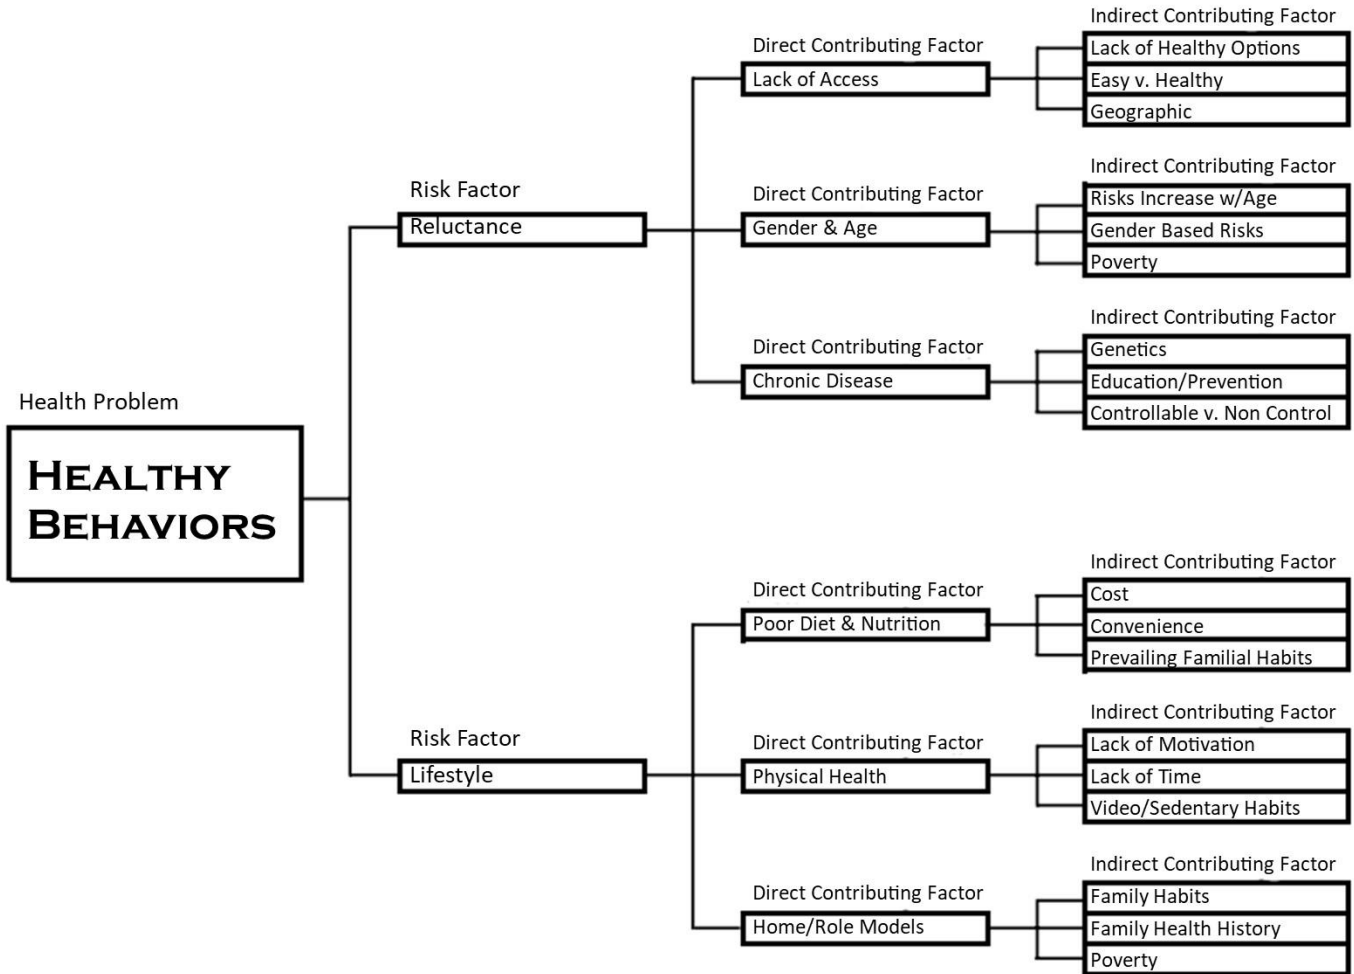 Health Problem
HEALTHY
BEHAVIORS
Risk Factor
Reluctance
Direct Contributing Factor
Lack of Access
Indirect Contributing Factor
Lack of Healthy Options
Easy v. Healthy
Geographic
Direct Contributing Factor
Gender & Age
Indirect Contributing Factor
Risks Increase w/Age
Gender Based Risks
Poverty
Direct Contributing Factor
Chronic Disease
Indirect Contributing Factor
Genetics
Education/Prevention
Controllable v. Non Control
Risk Factor
Lifestyle
Direct Contributing Factor
Poor Diet & Nutrition
Indirect Contributing Factor
Cost
Convenience
Prevailing Familial Habits
Direct Contributing Factor
Physical Health
Indirect Contributing Factor
Lack of Motivation
Lack of Time
Video/Sedentary Habits
Direct Contributing Factor
Home/Role Models
Indirect Contributing Factor
Family Habits
Family Health History
Poverty